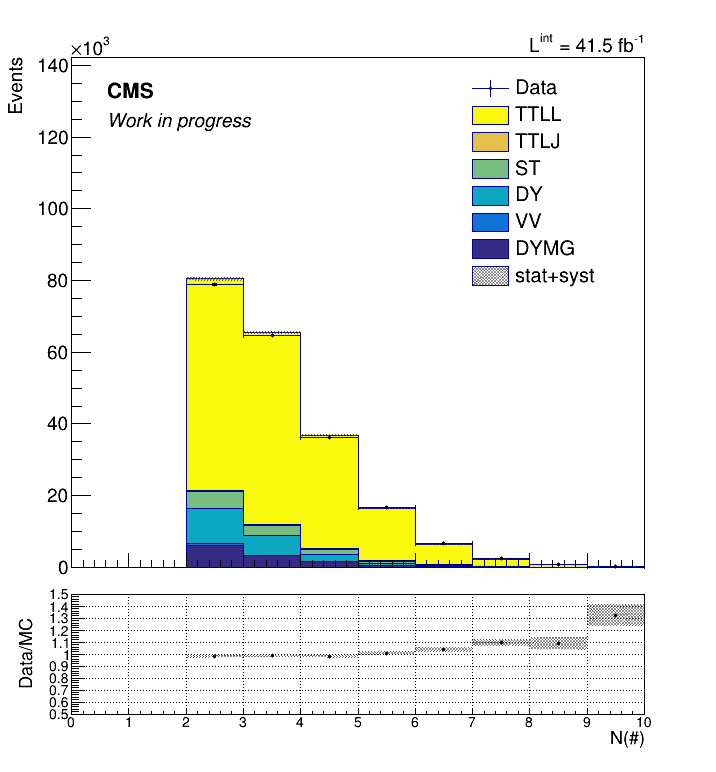 ×10³
L^int = 41.5 fb⁻¹
Events
140
120
100
80
60
40
20
0
CMS
Work in progress
Data
TTLL
TTLJ
ST
DY
VV
DYMG
stat+syst
Data/MC
1.5
1.4
1.3
1.2
1.1
1
0.9
0.8
0.7
0.6
0.5
0 1 2 3 4 5 6 7 8 9 10
N(#)